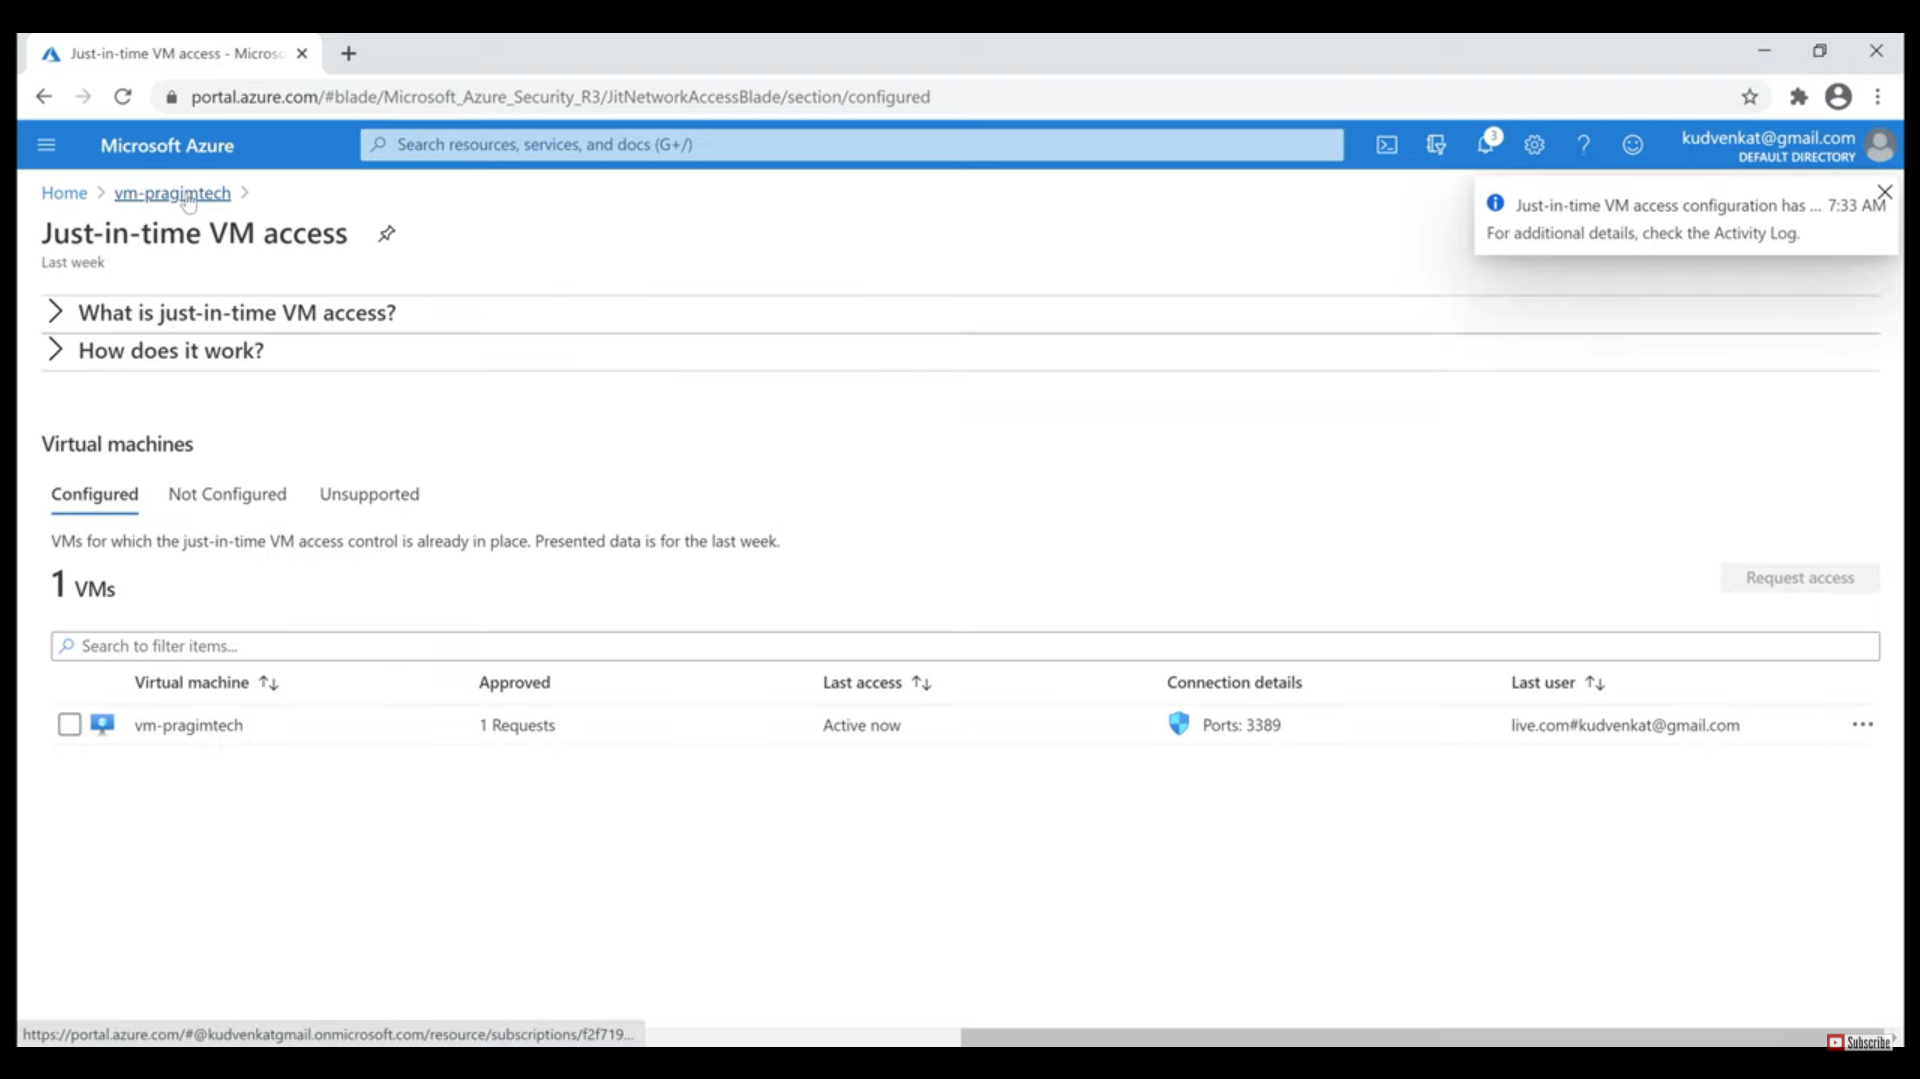 Just-in-time VM access - Microso
portal.azure.com/#blade/Microsoft_Azure_Security_R3/JitNetworkAccessBlade/section/configured
Microsoft Azure
Search resources, services, and docs (G+/)
3
kudvenkat@gmail.com
DEFAULT DIRECTORY
Home > vm-pragimtech >
Just-in-time VM access configuration has ... 7:33 AM
For additional details, check the Activity Log.
Just-in-time VM access
Last week
What is just-in-time VM access?
How does it work?
Virtual machines
Configured Not Configured Unsupported
VMs for which the just-in-time VM access control is already in place. Presented data is for the last week.
1 VMs
Request access
Search to filter items...
Virtual machine ↑↓ Approved Last access ↑↓ Connection details Last user ↑↓
vm-pragimtech 1 Requests Active now Ports: 3389 live.com#kudvenkat@gmail.com ...
https://portal.azure.com/#@kudvenkatgmail.onmicrosoft.com/resource/subscriptions/f2f719...
Subscribe